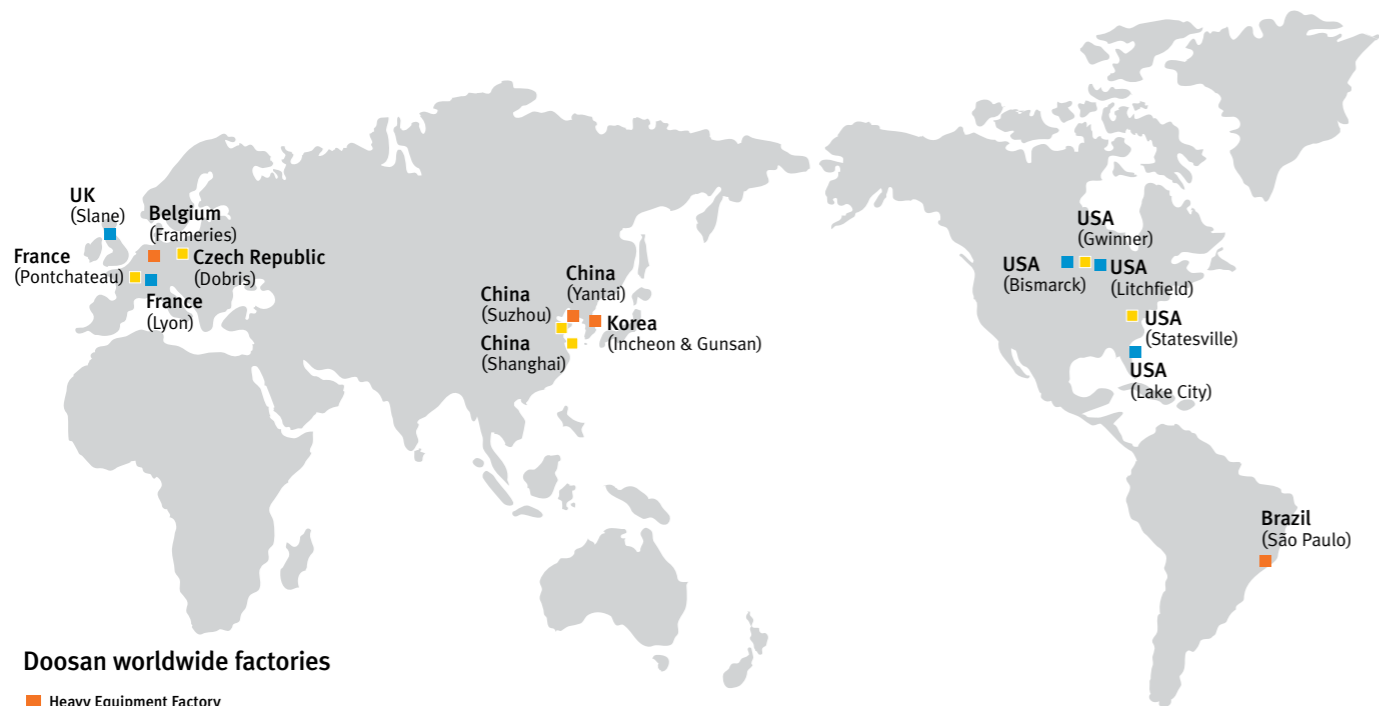 UK
(Slane)
Belgium
(Frameries)
France
(Pontchateau)
Czech Republic
(Dobris)
France
(Lyon)
China
(Yantai)
China
(Suzhou)
Korea
(Incheon & Gunsan)
China
(Shanghai)
USA
(Gwinner)
USA
(Bismarck)
USA
(Litchfield)
USA
(Statesville)
USA
(Lake City)
Brazil
(São Paulo)
Doosan worldwide factories
Heavy Equipment Factory